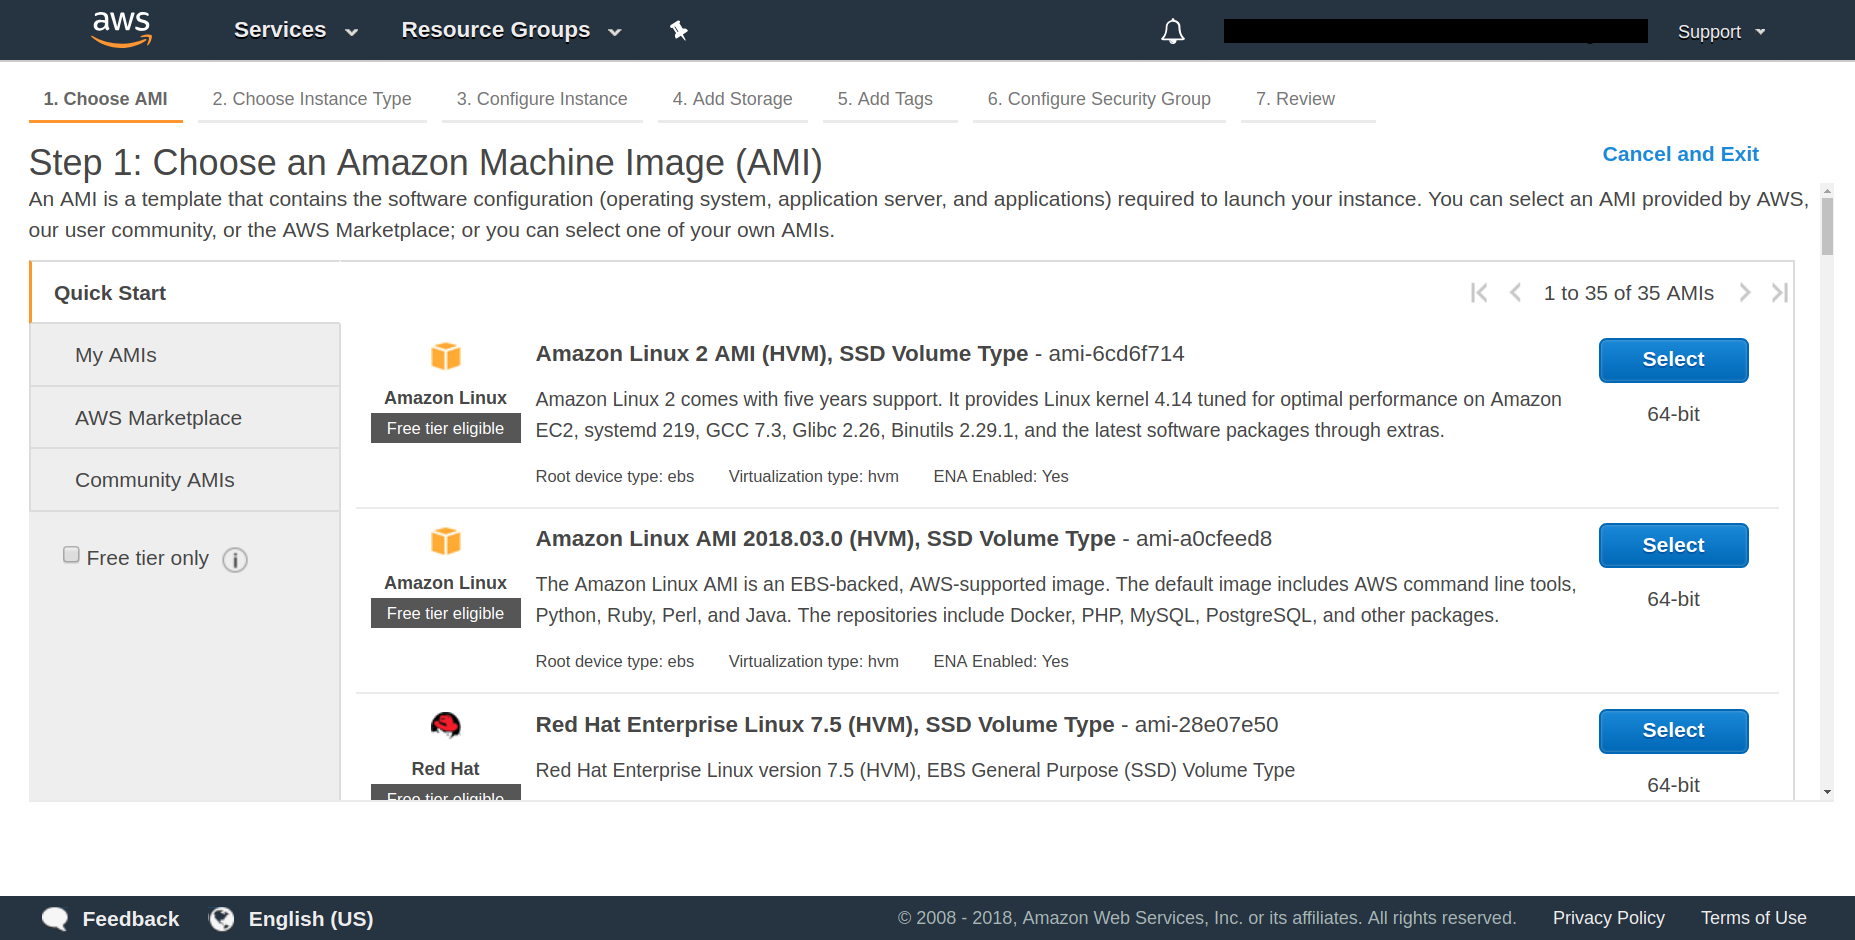 aws Services Resource Groups Support
1. Choose AMI 2. Choose Instance Type 3. Configure Instance 4. Add Storage 5. Add Tags 6. Configure Security Group 7. Review
Step 1: Choose an Amazon Machine Image (AMI)
Cancel and Exit
An AMI is a template that contains the software configuration (operating system, application server, and applications) required to launch your instance. You can select an AMI provided by AWS,
our user community, or the AWS Marketplace; or you can select one of your own AMIs.
Quick Start
My AMIs
AWS Marketplace
Community AMIs
Free tier only
1 to 35 of 35 AMIs
Amazon Linux
Free tier eligible
Amazon Linux 2 AMI (HVM), SSD Volume Type - ami-6cd6f714
Amazon Linux 2 comes with five years support. It provides Linux kernel 4.14 tuned for optimal performance on Amazon
EC2, systemd 219, GCC 7.3, Glibc 2.26, Binutils 2.29.1, and the latest software packages through extras.
Root device type: ebs Virtualization type: hvm ENA Enabled: Yes
Select
64-bit
Amazon Linux
Free tier eligible
Amazon Linux AMI 2018.03.0 (HVM), SSD Volume Type - ami-a0cfeed8
The Amazon Linux AMI is an EBS-backed, AWS-supported image. The default image includes AWS command line tools,
Python, Ruby, Perl, and Java. The repositories include Docker, PHP, MySQL, PostgreSQL, and other packages.
Root device type: ebs Virtualization type: hvm ENA Enabled: Yes
Select
64-bit
Red Hat
Free tier eligible
Red Hat Enterprise Linux 7.5 (HVM), SSD Volume Type - ami-28e07e50
Red Hat Enterprise Linux version 7.5 (HVM), EBS General Purpose (SSD) Volume Type
Select
64-bit
Feedback English (US) © 2008 - 2018, Amazon Web Services, Inc. or its affiliates. All rights reserved. Privacy Policy Terms of Use